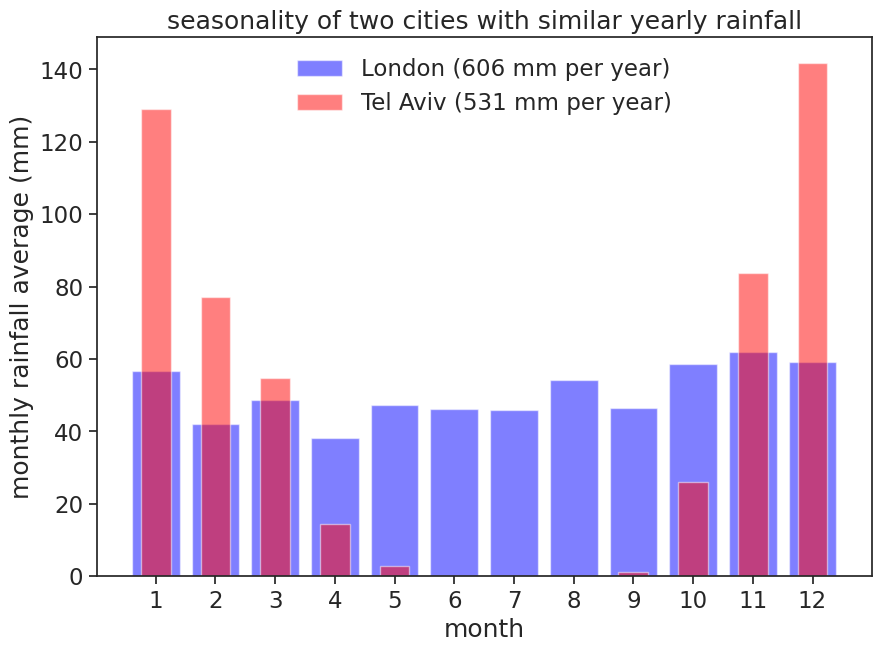 seasonality of two cities with similar yearly rainfall
London (606 mm per year)
Tel Aviv (531 mm per year)
monthly rainfall average (mm)
140
120
100
80
60
40
20
0
1 2 3 4 5 6 7 8 9 10 11 12
month